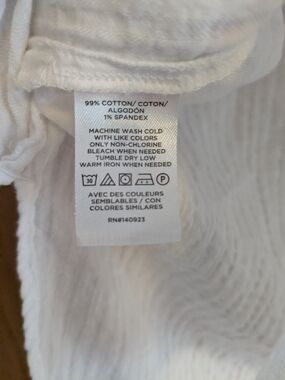 99% COTTON/ COTON/
ALGODÓN
1% SPANDEX
MACHINE WASH COLD
WITH LIKE COLORS
ONLY NON-CHLORINE
BLEACH WHEN NEEDED
TUMBLE DRY LOW
WARM IRON WHEN NEEDED
30 P
AVEC DES COULEURS
SEMBLABLES / CON
COLORES SIMILARES
RN#140923